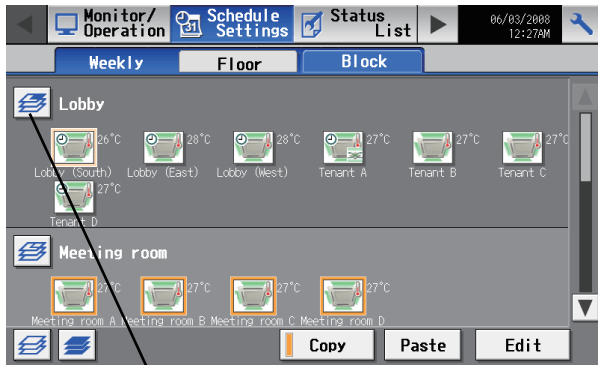 Monitor/
Operation
31
Schedule
Settings
Status
List
06/03/2008
12:27AM
Weekly
Floor
Block
Lobby
26°C
28°C
28°C
27°C
27°C
27°C
Lobby (South)
Lobby (East)
Lobby (West)
Tenant A
Tenant B
Tenant C
27°C
Tenant D
Meeting room
27°C
27°C
27°C
27°C
Meeting room A
Meeting room B
Meeting room C
Meeting room D
Copy
Paste
Edit